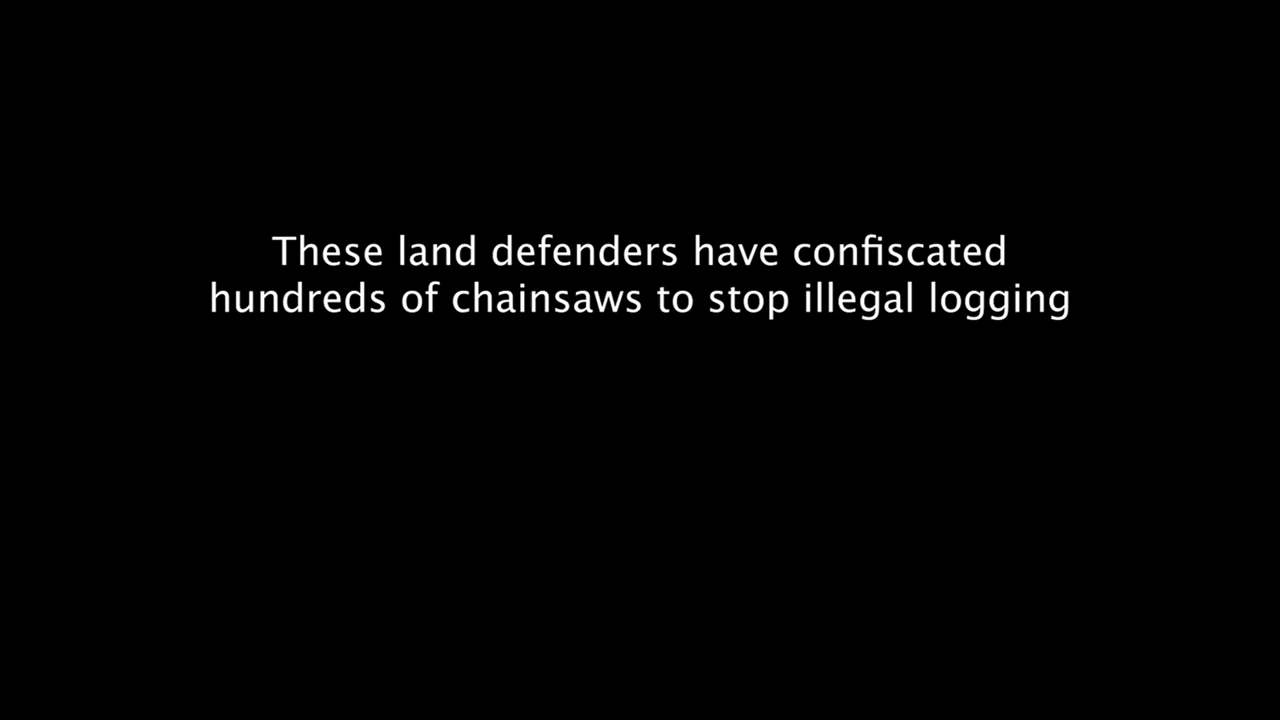 These land defenders have confiscated
hundreds of chainsaws to stop illegal logging